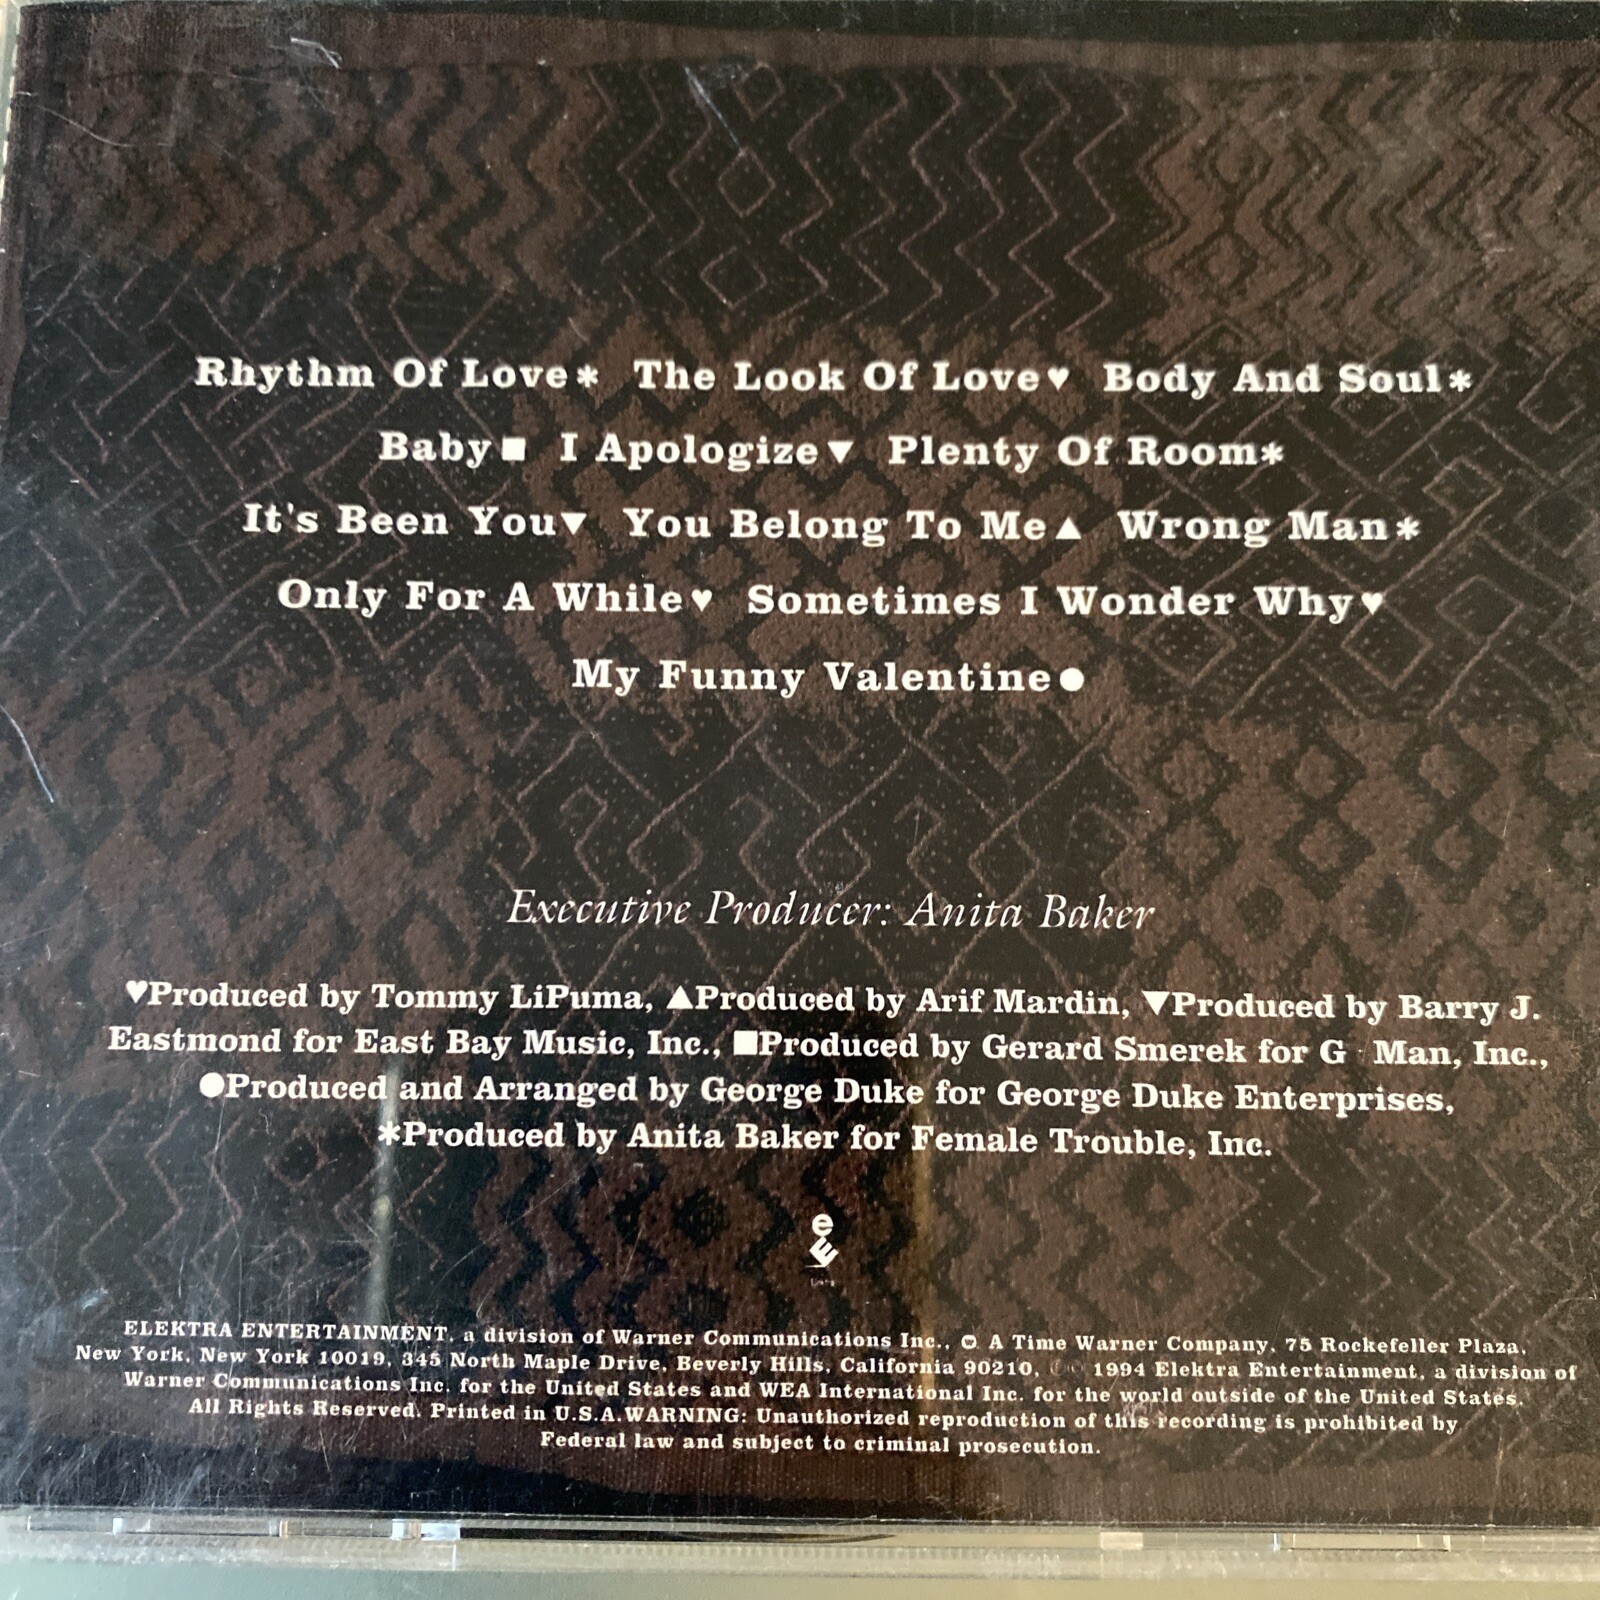 Rhythm Of Love* The Look Of Love♥ Body And Soul*
Baby■ I Apologize▼ Plenty Of Room*
It's Been You▼ You Belong To Me▲ Wrong Man*
Only For A While♥ Sometimes I Wonder Why♥
My Funny Valentine●
Executive Producer: Anita Baker
♥Produced by Tommy LiPuma, ▲Produced by Arif Mardin, ▼Produced by Barry J.
Eastmond for East Bay Music, Inc., ■Produced by Gerard Smerek for G · Man, Inc.,
●Produced and Arranged by George Duke for George Duke Enterprises,
*Produced by Anita Baker for Female Trouble, Inc.
ELEKTRA ENTERTAINMENT, a division of Warner Communications Inc., A Time Warner Company, 75 Rockefeller Plaza,
New York, New York 10019, 345 North Maple Drive, Beverly Hills, California 90210, 1994 Elektra Entertainment, a division of
Warner Communications Inc. for the United States and WEA International Inc. for the world outside of the United States.
All Rights Reserved. Printed in U.S.A. WARNING: Unauthorized reproduction of this recording is prohibited by
Federal law and subject to criminal prosecution.